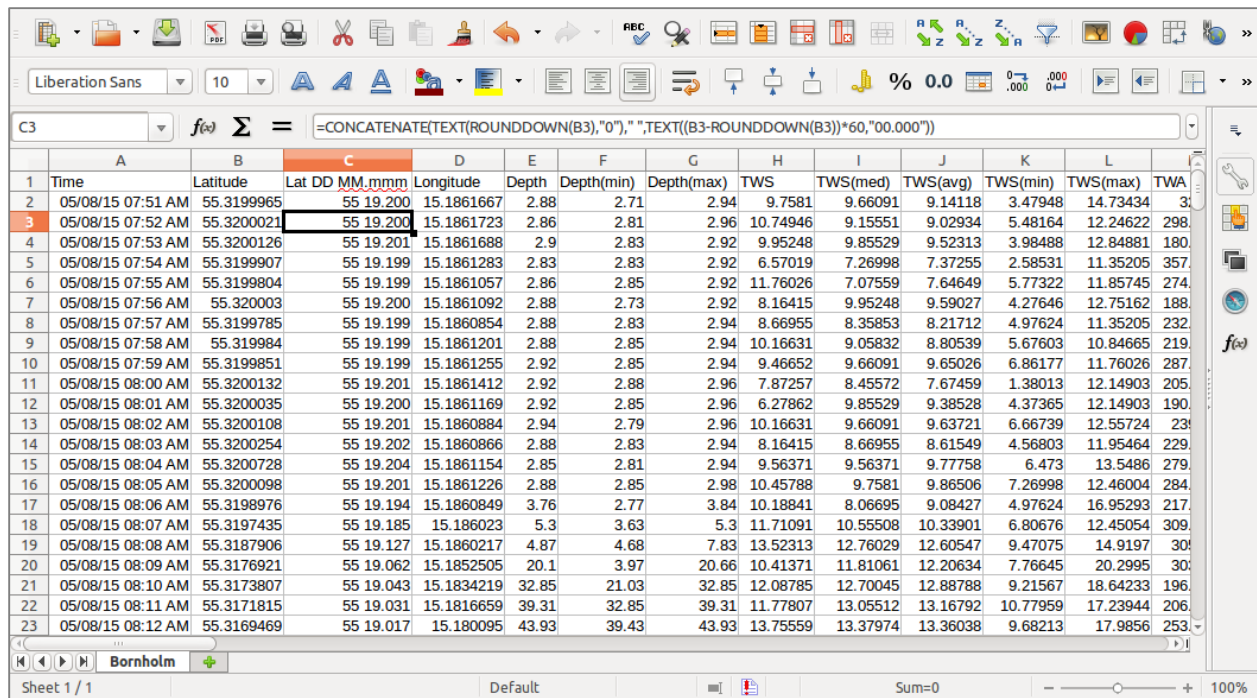 PDF ABC A Z A Z Z A »
Liberation Sans 10 A A A % 0.0 0 .000 .000 0 »
C3 f(x) Σ = =CONCATENATE(TEXT(ROUNDDOWN(B3),"0")," ",TEXT((B3-ROUNDDOWN(B3))*60,"00.000"))
A B C D E F G H I J K L
1 Time Latitude Lat DD MM.mmm Longitude Depth Depth(min) Depth(max) TWS TWS(med) TWS(avg) TWS(min) TWS(max) TWA
2 05/08/15 07:51 AM 55.3199965 55 19.200 15.1861667 2.88 2.71 2.94 9.7581 9.66091 9.14118 3.47948 14.73434
3 05/08/15 07:52 AM 55.3200021 55 19.200 15.1861723 2.86 2.81 2.96 10.74946 9.15551 9.02934 5.48164 12.24622 298.
4 05/08/15 07:53 AM 55.3200126 55 19.201 15.1861688 2.9 2.83 2.92 9.95248 9.85529 9.52313 3.98488 12.84881 180.
5 05/08/15 07:54 AM 55.3199907 55 19.199 15.1861283 2.83 2.83 2.92 6.57019 7.26998 7.37255 2.58531 11.35205 357.
6 05/08/15 07:55 AM 55.3199804 55 19.199 15.1861057 2.86 2.85 2.92 11.76026 7.07559 7.64649 5.77322 11.85745 274.
7 05/08/15 07:56 AM 55.320003 55 19.200 15.1861092 2.88 2.73 2.92 8.16415 9.95248 9.59027 4.27646 12.75162 188.
8 05/08/15 07:57 AM 55.3199785 55 19.199 15.1860854 2.88 2.83 2.94 8.66955 8.35853 8.21712 4.97624 11.35205 232.
9 05/08/15 07:58 AM 55.319984 55 19.199 15.1861201 2.88 2.85 2.94 10.16631 9.05832 8.80539 5.67603 10.84665 219.
10 05/08/15 07:59 AM 55.3199851 55 19.199 15.1861255 2.92 2.85 2.94 9.46652 9.66091 9.65026 6.86177 11.76026 287.
11 05/08/15 08:00 AM 55.3200132 55 19.201 15.1861412 2.92 2.88 2.96 7.87257 8.45572 7.67459 1.38013 12.14903 205.
12 05/08/15 08:01 AM 55.3200035 55 19.200 15.1861169 2.92 2.85 2.96 6.27862 9.85529 9.38528 4.37365 12.14903 190.
13 05/08/15 08:02 AM 55.3200108 55 19.201 15.1860884 2.94 2.79 2.96 10.16631 9.66091 9.63721 6.66739 12.55724
14 05/08/15 08:03 AM 55.3200254 55 19.202 15.1860866 2.88 2.83 2.94 8.16415 8.66955 8.61549 4.56803 11.95464 229.
15 05/08/15 08:04 AM 55.3200728 55 19.204 15.1861154 2.85 2.81 2.94 9.56371 9.56371 9.77758 6.473 13.5486 279.
16 05/08/15 08:05 AM 55.3200098 55 19.201 15.1861226 2.88 2.85 2.98 10.45788 9.7581 9.86506 7.26998 12.46004 284.
17 05/08/15 08:06 AM 55.3198976 55 19.194 15.1860849 3.76 2.77 3.84 10.18841 8.06695 9.08427 4.97624 16.95293 217.
18 05/08/15 08:07 AM 55.3197435 55 19.185 15.186023 5.3 3.63 5.3 11.71091 10.55508 10.33901 6.80676 12.45054 309.
19 05/08/15 08:08 AM 55.3187906 55 19.127 15.1860217 4.87 4.68 7.83 13.52313 12.76029 12.60547 9.47075 14.9197
20 05/08/15 08:09 AM 55.3176921 55 19.062 15.1852505 20.1 3.97 20.66 10.41371 11.81061 12.20634 7.76645 20.2995
21 05/08/15 08:10 AM 55.3173807 55 19.043 15.1834219 32.85 21.03 32.85 12.08785 12.70045 12.88788 9.21567 18.64233 196.
22 05/08/15 08:11 AM 55.3171815 55 19.031 15.1816659 39.31 32.85 39.31 11.77807 13.05512 13.16792 10.77959 17.23944 206.
23 05/08/15 08:12 AM 55.3169469 55 19.017 15.180095 43.93 39.43 43.93 13.75559 13.37974 13.36038 9.68213 17.9856 253.
Bornholm
Sheet 1 / 1 Default Sum=0 100%
f(x)